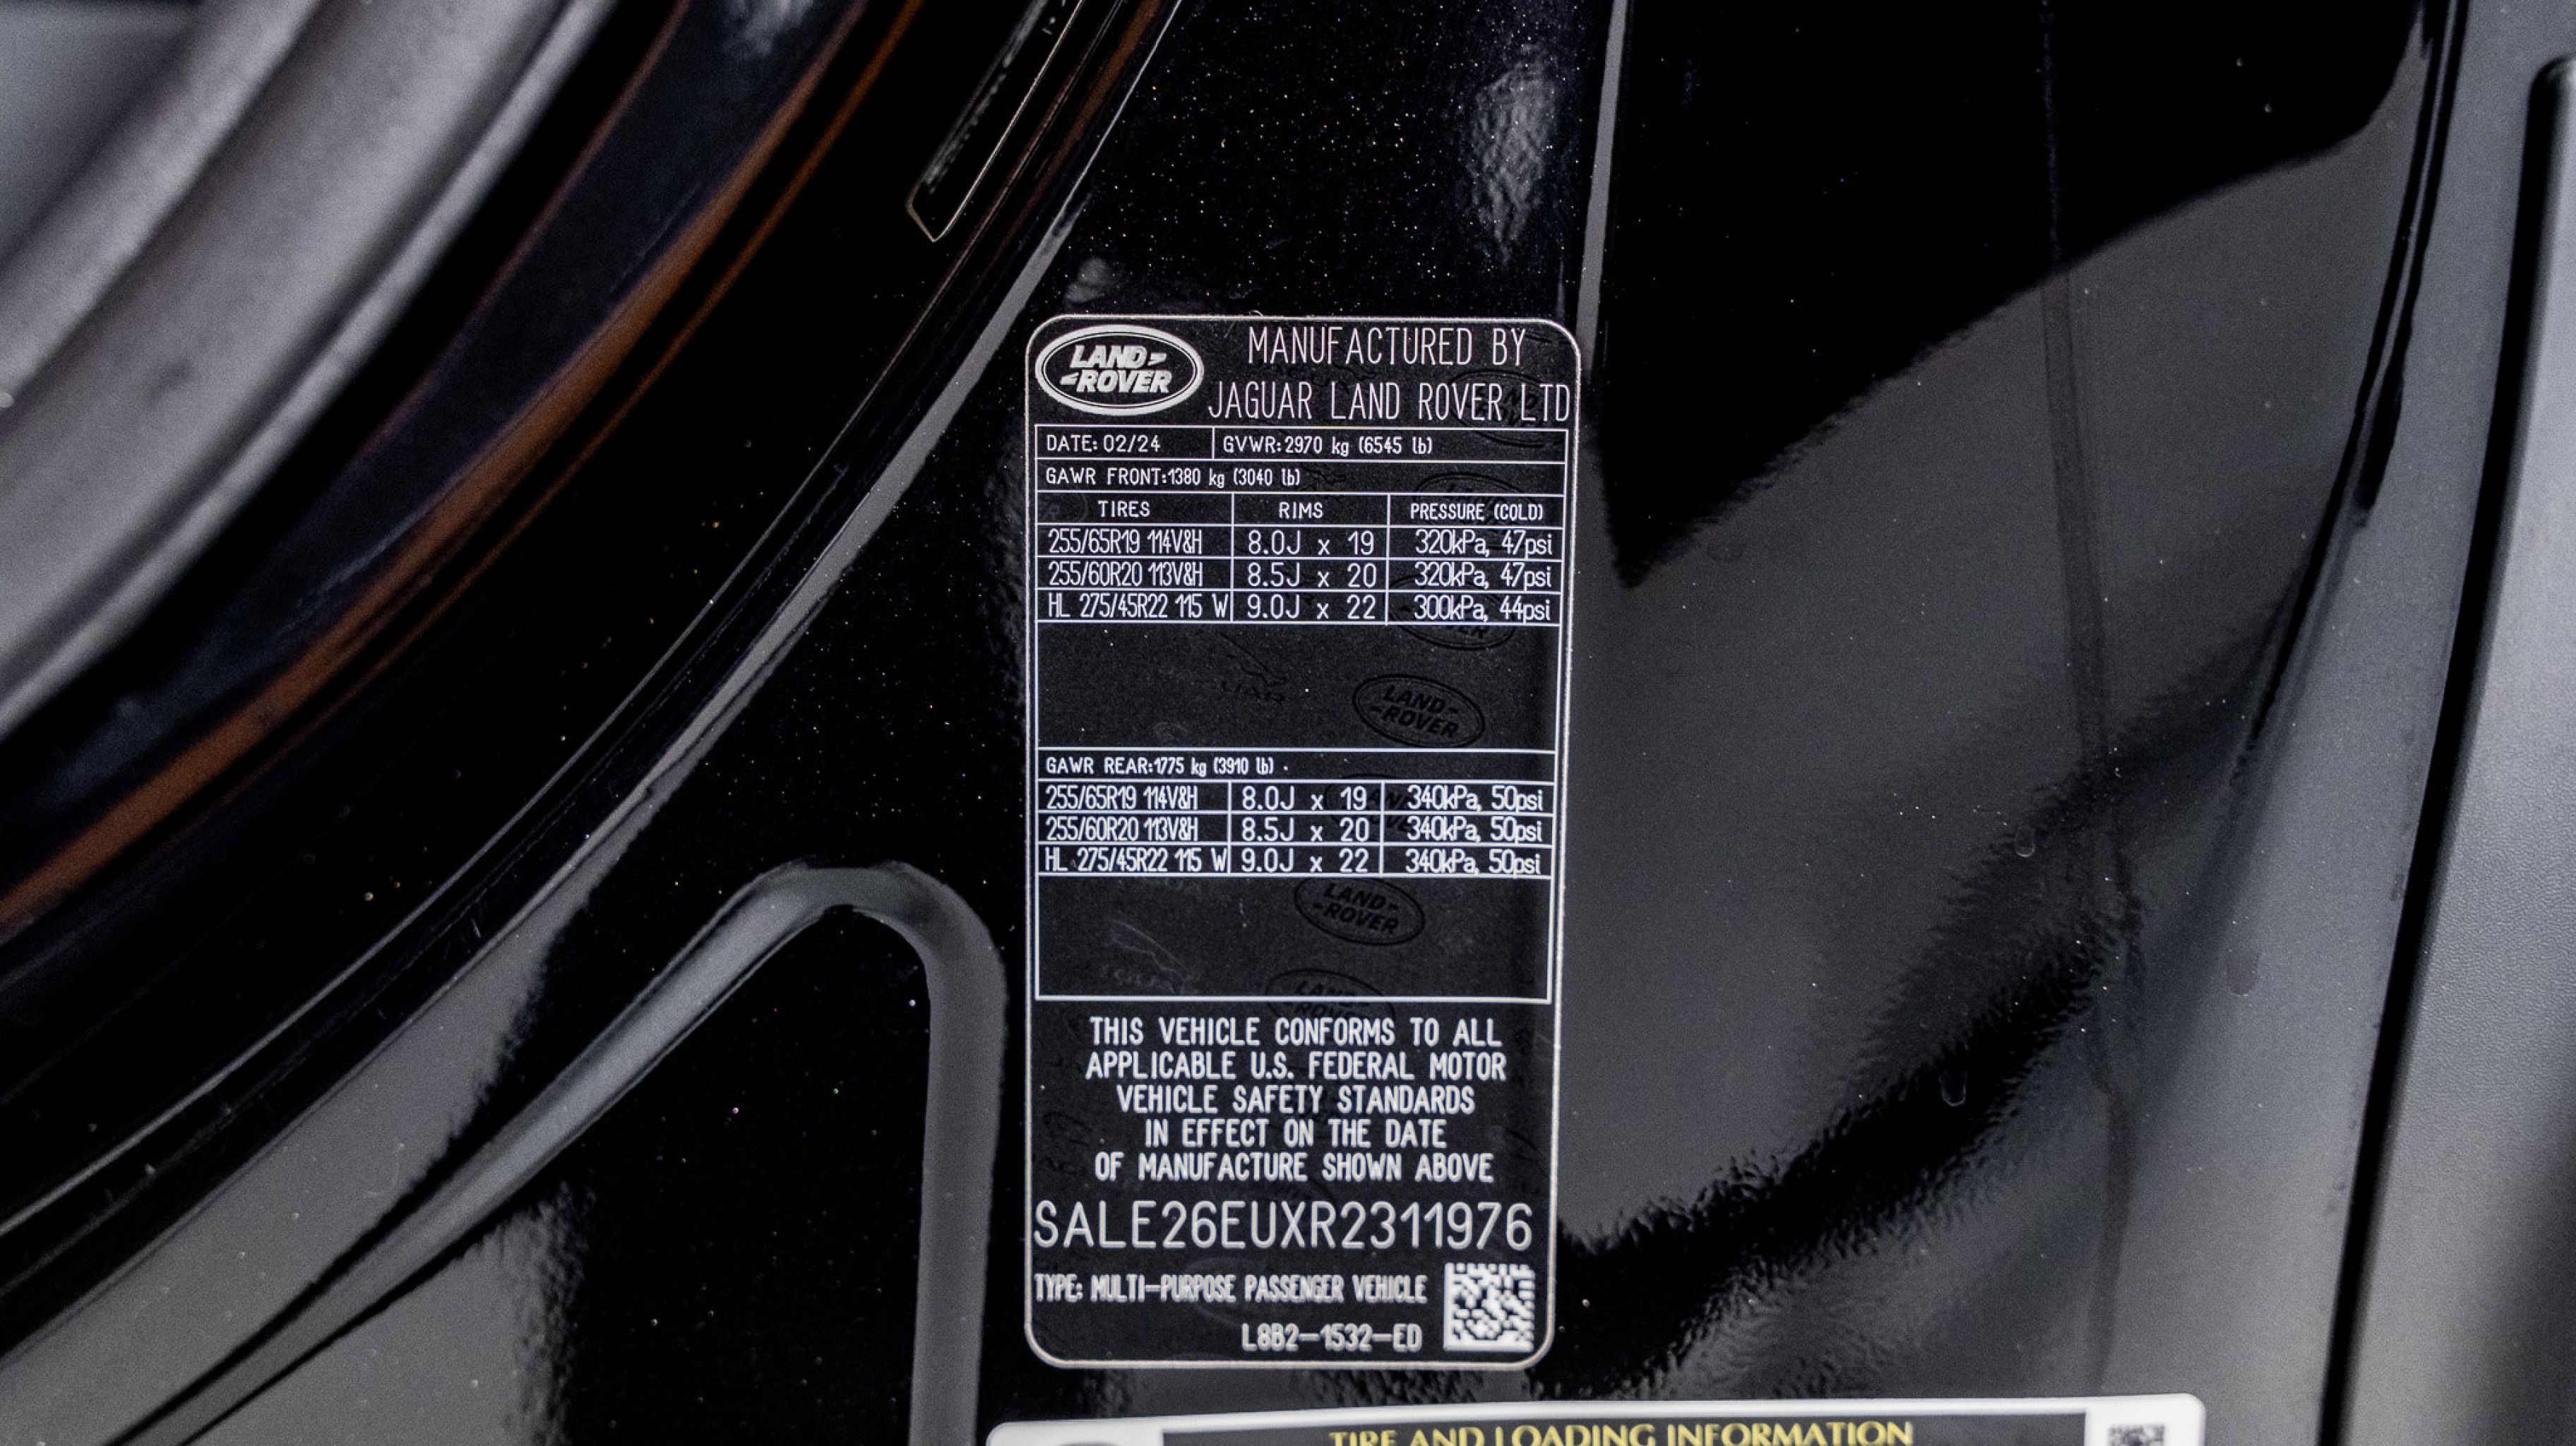 LAND-
-ROVER
MANUFACTURED BY
JAGUAR LAND ROVER LTD
DATE: 02/24 GVWR: 2970 kg (6545 lb)
GAWR FRONT:1380 kg (3040 lb)
TIRES RIMS PRESSURE (COLD)
255/65R19 114V&H 8.0J x 19 320kPa, 47psi
255/60R20 113V&H 8.5J x 20 320kPa, 47psi
HL 275/45R22 115 W 9.0J x 22 300kPa, 44psi
LAND-
-ROVER
GAWR REAR:1775 kg (3910 lb)
255/65R19 114V&H 8.0J x 19 340kPa, 50psi
255/60R20 113V&H 8.5J x 20 340kPa, 50psi
HL 275/45R22 115 W 9.0J x 22 340kPa, 50psi
LAND-
-ROVER
THIS VEHICLE CONFORMS TO ALL
APPLICABLE U.S. FEDERAL MOTOR
VEHICLE SAFETY STANDARDS
IN EFFECT ON THE DATE
OF MANUFACTURE SHOWN ABOVE
SALE26EUXR2311976
TYPE: MULTI-PURPOSE PASSENGER VEHICLE
L8B2-1532-ED
TIRE AND LOADING INFORMATION